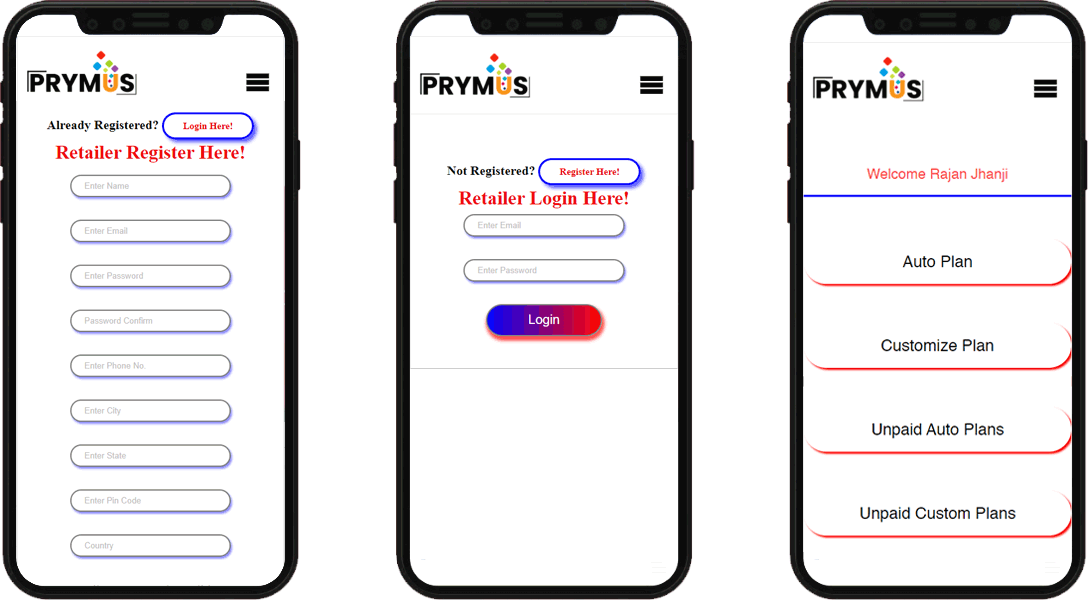 PRYMUS
Already Registered? Login Here!
Retailer Register Here!
Enter Name
Enter Email
Enter Password
Password Confirm
Enter Phone No.
Enter City
Enter State
Enter Pin Code
Country
PRYMUS
Not Registered? Register Here!
Retailer Login Here!
Enter Email
Enter Password
Login
PRYMUS
Welcome Rajan Jhanji
Auto Plan
Customize Plan
Unpaid Auto Plans
Unpaid Custom Plans